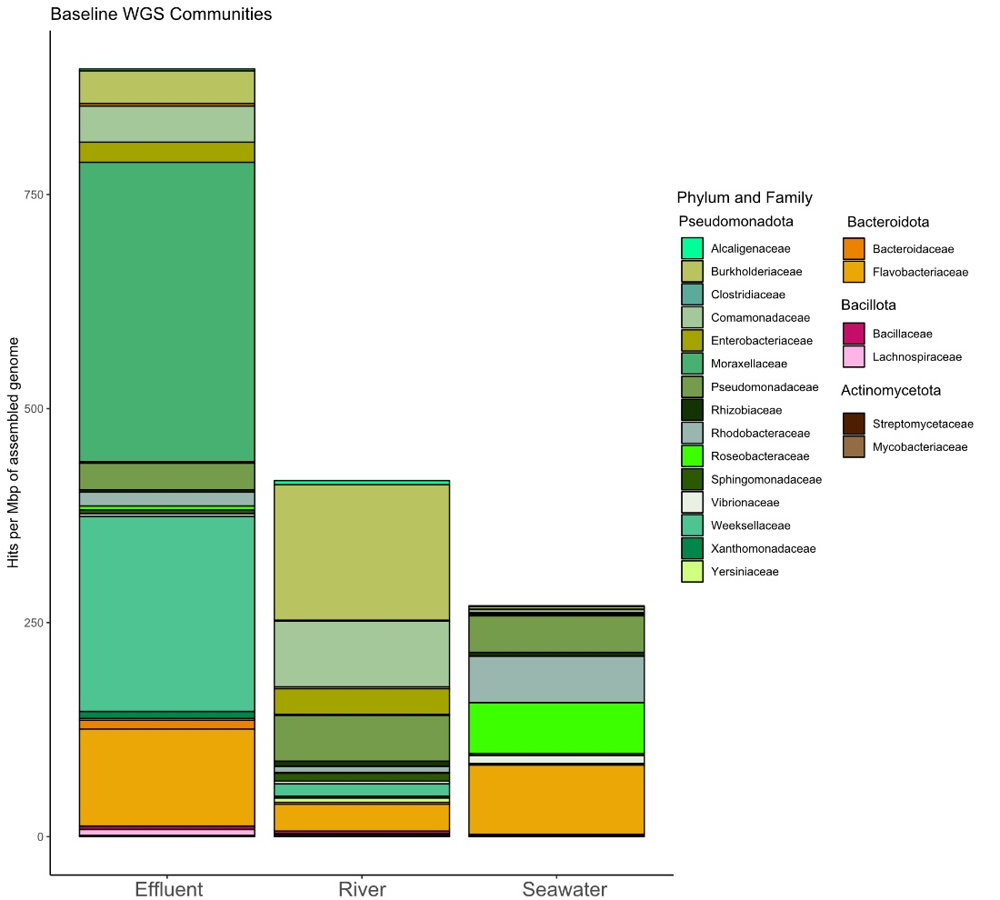 Baseline WGS Communities
Hits per Mbp of assembled genome
750
500
250
0
Effluent
River
Seawater
Phylum and Family
Pseudomonadota
Alcaligenaceae
Burkholderiaceae
Clostridiaceae
Comamonadaceae
Enterobacteriaceae
Moraxellaceae
Pseudomonadaceae
Rhizobiaceae
Rhodobacteraceae
Roseobacteraceae
Sphingomonadaceae
Vibrionaceae
Weeksellaceae
Xanthomonadaceae
Yersiniaceae
Bacteroidota
Bacteroidaceae
Flavobacteriaceae
Bacillota
Bacillaceae
Lachnospiraceae
Actinomycetota
Streptomycetaceae
Mycobacteriaceae